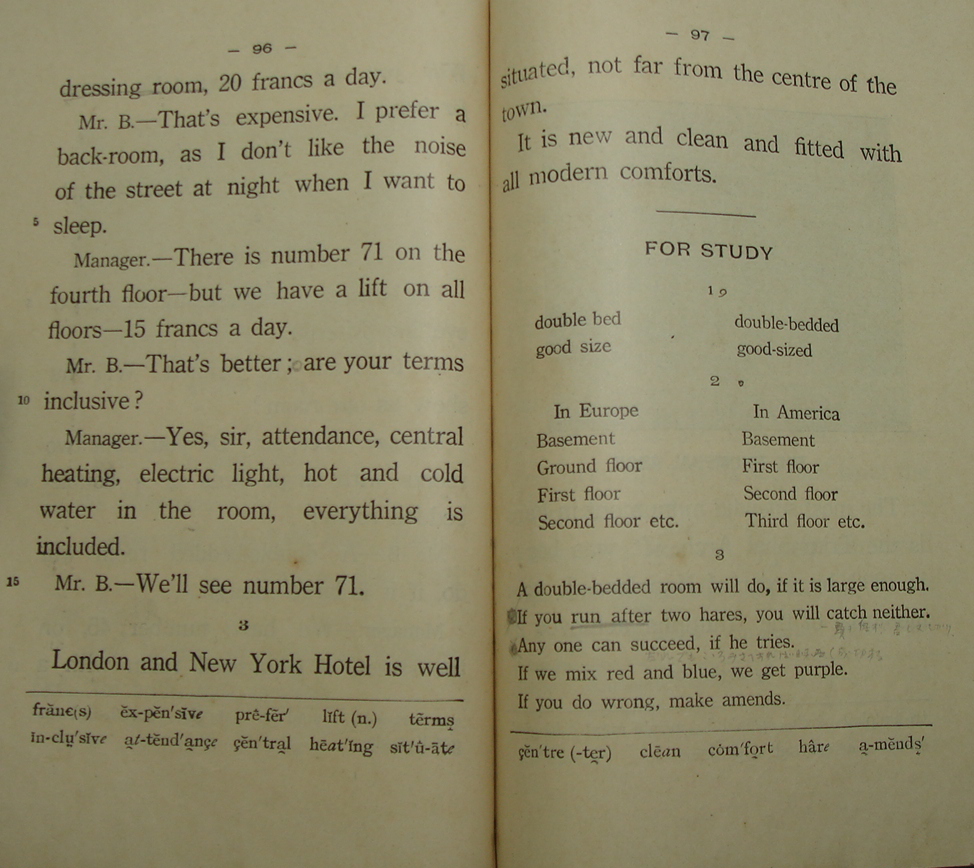 — 96 —
dressing room, 20 francs a day.
Mr. B.—That's expensive. I prefer a
back-room, as I don't like the noise
of the street at night when I want to
5 sleep.
Manager.—There is number 71 on the
fourth floor—but we have a lift on all
floors—15 francs a day.
Mr. B.—That's better; are your terms
10 inclusive?
Manager.—Yes, sir, attendance, central
heating, electric light, hot and cold
water in the room, everything is
included.
15 Mr. B.—We'll see number 71.
3
London and New York Hotel is well
frănc(s) ĕx-pĕn'sĭve prê-fẽr' lĭft (n.) tẽrms
ĭn-clu'sĭve at-tĕnd'ançe çĕn'tral hēat'ĭng sĭt'û-āte
— 97 —
situated, not far from the centre of the
town.
It is new and clean and fitted with
all modern comforts.
FOR STUDY
1
double bed double-bedded
good size good-sized
2
In Europe In America
Basement Basement
Ground floor First floor
First floor Second floor
Second floor etc. Third floor etc.
3
A double-bedded room will do, if it is large enough.
If you run after two hares, you will catch neither.
Any one can succeed, if he tries.
If we mix red and blue, we get purple.
If you do wrong, make amends.
çĕn'tre (-ter) clēan cȯm'fort hâre a-mĕnds'